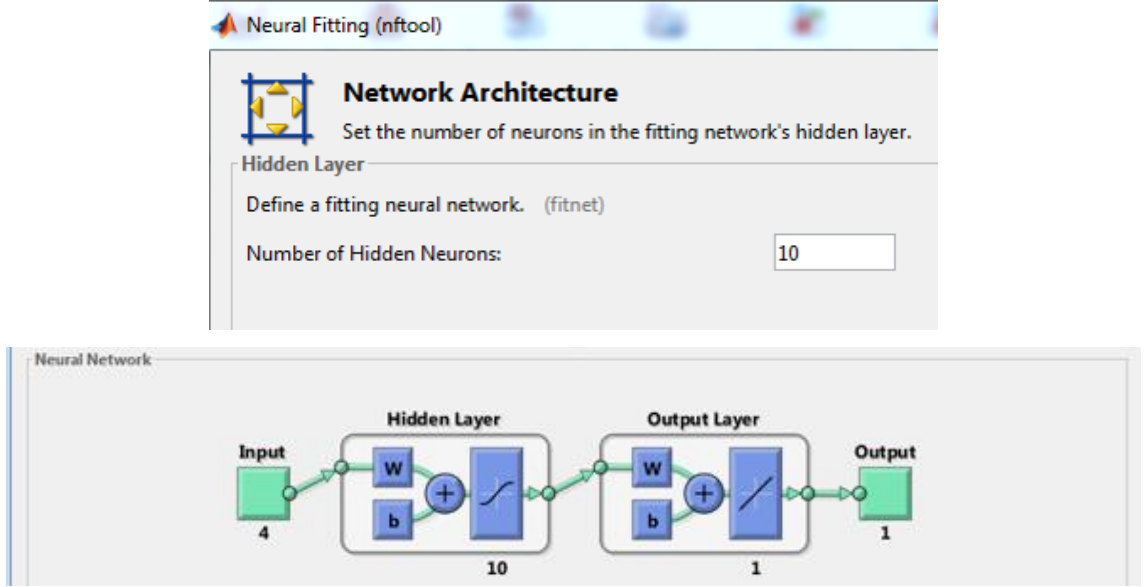 Neural Fitting (nftool)
Network Architecture
Set the number of neurons in the fitting network's hidden layer.
Hidden Layer
Define a fitting neural network. (fitnet)
Number of Hidden Neurons: 10
Neural Network
Hidden Layer Output Layer
Input Output
W W
b b
4 1
10 1